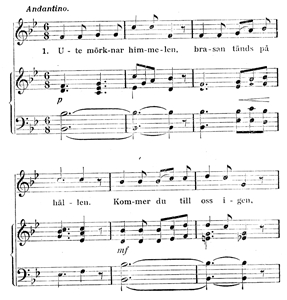 Andantino.
1. U-te mörk-nar him-me-len, bra-san tänds på
p
häl-len. Kom-mer du till oss i-gen,
mf